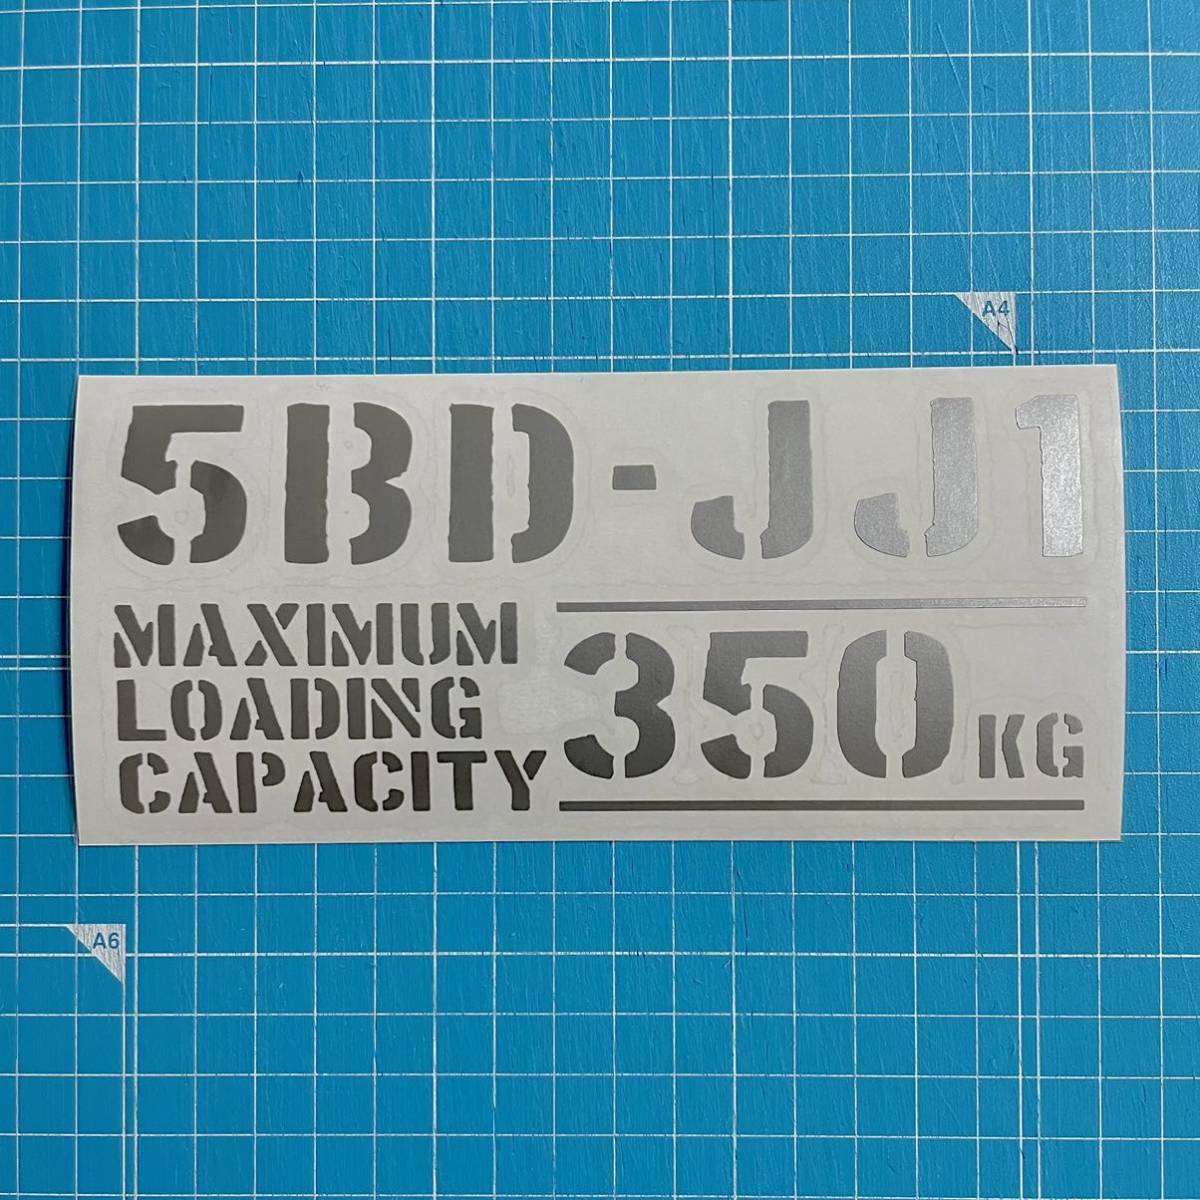 A4
5BD-JJ1
MAXIMUM
LOADING
CAPACITY
350KG
A6